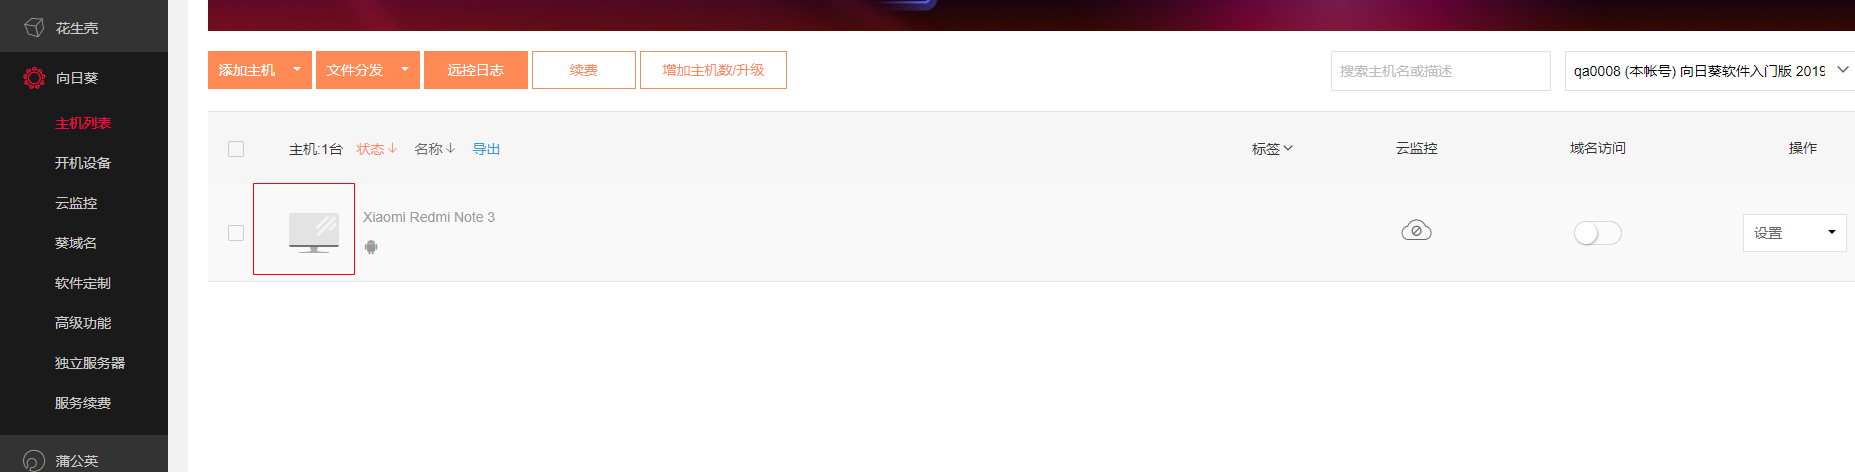 花生壳
向日葵
主机列表
开机设备
云监控
葵域名
软件定制
高级功能
独立服务器
服务续费
蒲公英
添加主机 文件分发 远控日志 续费 增加主机数/升级 搜索主机名或描述 qa0008 (本帐号) 向日葵软件入门版 2019
主机:1台 状态 名称 导出 标签 云监控 域名访问 操作
Xiaomi Redmi Note 3
设置